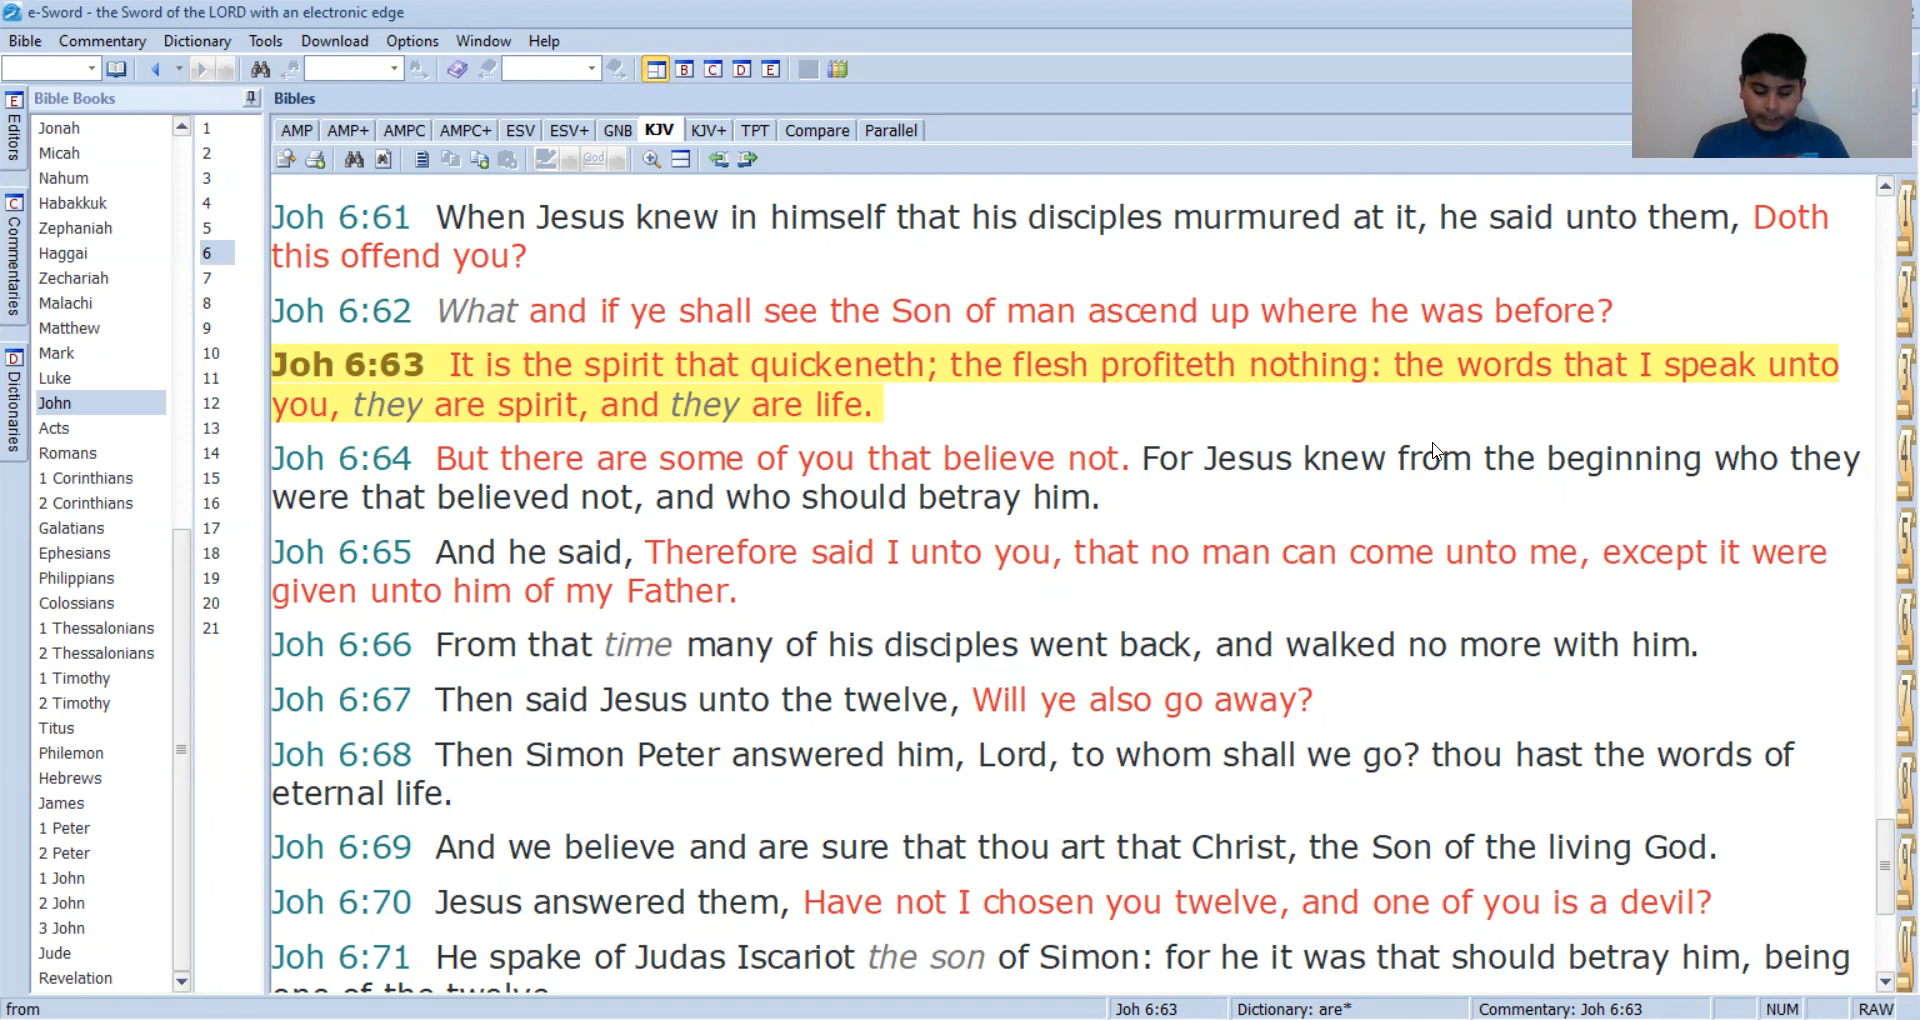 e-Sword - the Sword of the LORD with an electronic edge
Bible Commentary Dictionary Tools Download Options Window Help
B C D E
E Editors
C Commentaries
D Dictionaries
Bible Books
Jonah
Micah
Nahum
Habakkuk
Zephaniah
Haggai
Zechariah
Malachi
Matthew
Mark
Luke
John
Acts
Romans
1 Corinthians
2 Corinthians
Galatians
Ephesians
Philippians
Colossians
1 Thessalonians
2 Thessalonians
1 Timothy
2 Timothy
Titus
Philemon
Hebrews
James
1 Peter
2 Peter
1 John
2 John
3 John
Jude
Revelation
1
2
3
4
5
6
7
8
9
10
11
12
13
14
15
16
17
18
19
20
21
Bibles
AMP AMP+ AMPC AMPC+ ESV ESV+ GNB KJV KJV+ TPT Compare Parallel
God
Joh 6:61 When Jesus knew in himself that his disciples murmured at it, he said unto them, Doth
this offend you?
Joh 6:62 What and if ye shall see the Son of man ascend up where he was before?
Joh 6:63 It is the spirit that quickeneth; the flesh profiteth nothing: the words that I speak unto
you, they are spirit, and they are life.
Joh 6:64 But there are some of you that believe not. For Jesus knew from the beginning who they
were that believed not, and who should betray him.
Joh 6:65 And he said, Therefore said I unto you, that no man can come unto me, except it were
given unto him of my Father.
Joh 6:66 From that time many of his disciples went back, and walked no more with him.
Joh 6:67 Then said Jesus unto the twelve, Will ye also go away?
Joh 6:68 Then Simon Peter answered him, Lord, to whom shall we go? thou hast the words of
eternal life.
Joh 6:69 And we believe and are sure that thou art that Christ, the Son of the living God.
Joh 6:70 Jesus answered them, Have not I chosen you twelve, and one of you is a devil?
Joh 6:71 He spake of Judas Iscariot the son of Simon: for he it was that should betray him, being
one of the twelve.
from
Joh 6:63
Dictionary: are*
Commentary: Joh 6:63
NUM
RAW